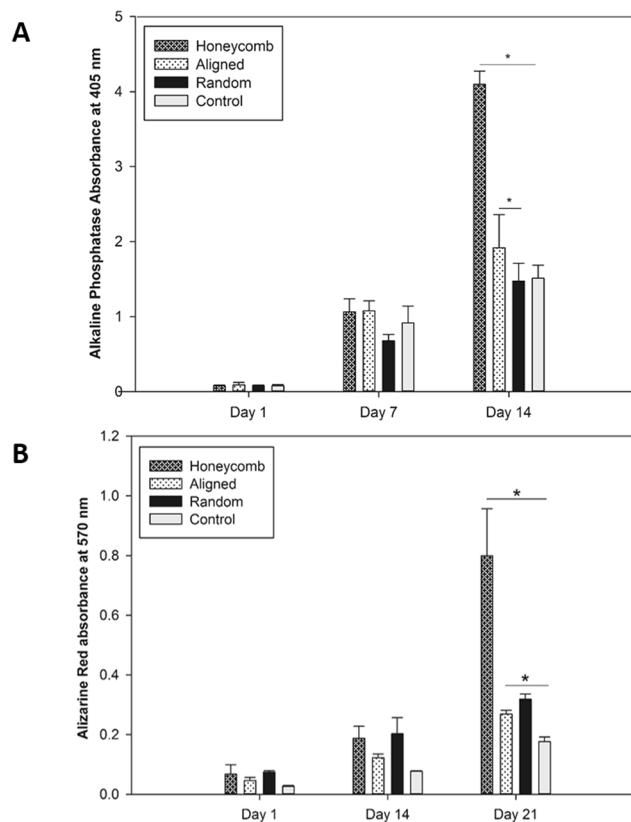 A
Alkaline Phosphatase Absorbance at 405 nm
5
4
3
2
1
0
Honeycomb
Aligned
Random
Control
*
*
Day 1 Day 7 Day 14
B
Alizarine Red absorbance at 570 nm
1.2
1.0
0.8
0.6
0.4
0.2
0.0
Honeycomb
Aligned
Random
Control
*
*
Day 1 Day 14 Day 21